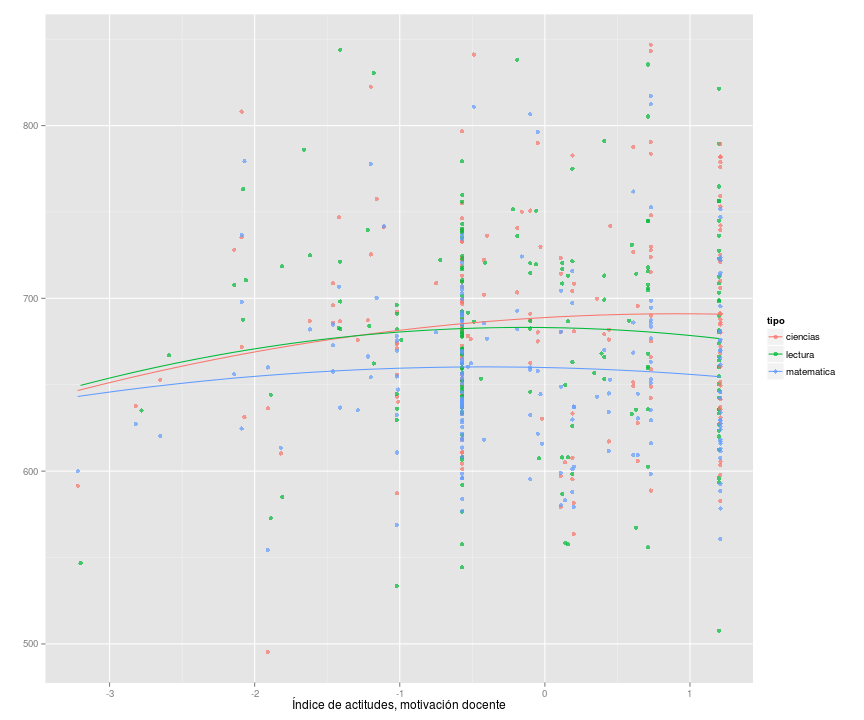 800
700
600
500
-3
-2
-1
0
1
Índice de actitudes, motivación docente
tipo
ciencias
lectura
matematica